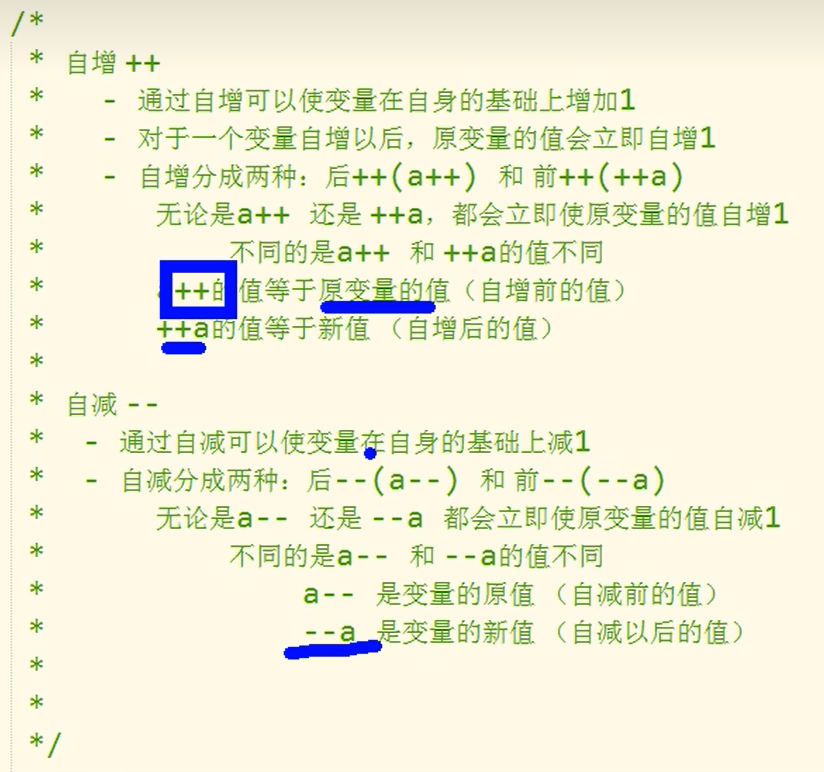 /*
* 自增 ++
* - 通过自增可以使变量在自身的基础上增加1
* - 对于一个变量自增以后，原变量的值会立即自增1
* - 自增分成两种：后++(a++) 和 前++(++a)
* 无论是a++ 还是 ++a，都会立即使原变量的值自增1
* 不同的是a++ 和 ++a的值不同
* a++的值等于原变量的值（自增前的值）
* ++a的值等于新值 （自增后的值）
*
* 自减 --
* - 通过自减可以使变量在自身的基础上减1
* - 自减分成两种：后--(a--) 和 前--(--a)
* 无论是a-- 还是 --a 都会立即使原变量的值自减1
* 不同的是a-- 和 --a的值不同
* a-- 是变量的原值 （自减前的值）
* --a 是变量的新值 （自减以后的值）
*
*
*/